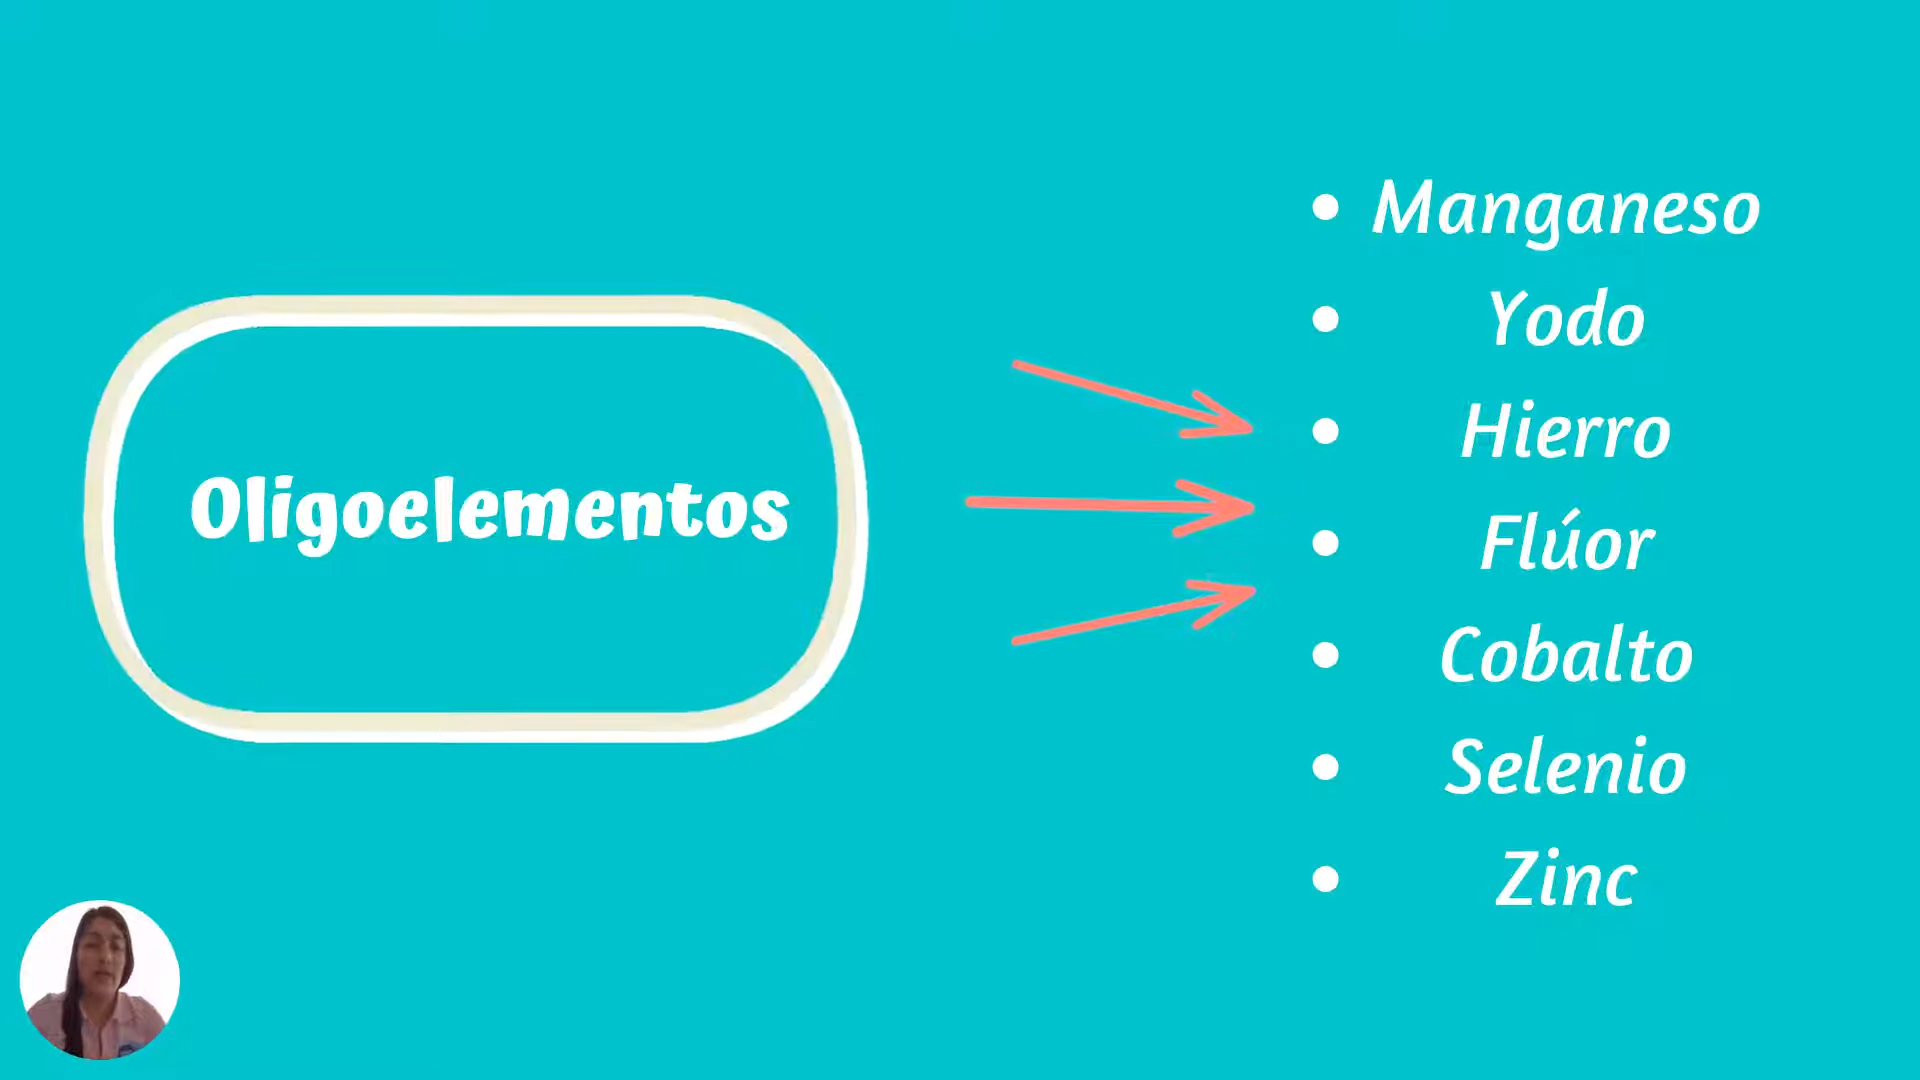 Oligoelementos
• Manganeso
• Yodo
• Hierro
• Flúor
• Cobalto
• Selenio
• Zinc